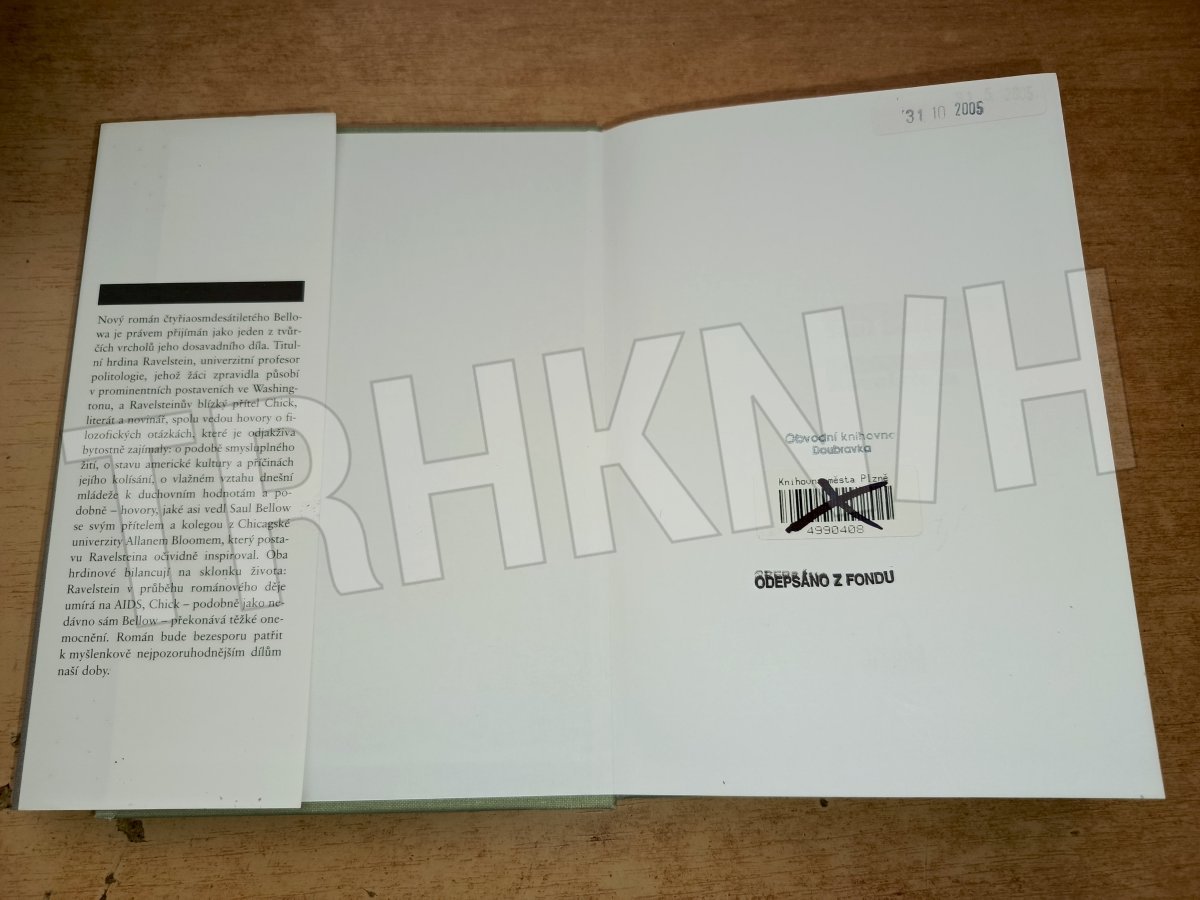 Nový román čtyřiaosmdesátiletého Bello-
wa je právem přijímán jako jeden z tvůr-
čích vrcholů jeho dosavadního díla. Titul-
ní hrdina Ravelstein, univerzitní profesor
politologie, jehož žáci zpravidla působí
v prominentních postaveních ve Washing-
tonu, a Ravelsteinův blízký přítel Chick,
literát a novinář, spolu vedou hovory o fi-
lozofických otázkách, které je odjakživa
bytostně zajímaly: o podobě smysluplného
žití, o stavu americké kultury a příčinách
jejího kolísání, o vlažném vztahu dnešní
mládeže k duchovním hodnotám a po-
dobně – hovory, jaké asi vedl Saul Bellow
se svým přítelem a kolegou z Chicagské
univerzity Allanem Bloomem, který posta-
vu Ravelsteina očividně inspiroval. Oba
hrdinové bilancují na sklonku života:
Ravelstein v průběhu románového děje
umírá na AIDS, Chick – podobně jako ne-
dávno sám Bellow – překonává těžké one-
mocnění. Román bude bezesporu patřit
k myšlenkově nejpozoruhodnějším dílům
naší doby.
31 10 2005
Obvodní knihovna
Doubravka
Knihovna města Plzně
4990408
ODEPSÁNO Z FONDU
TRHKNIH